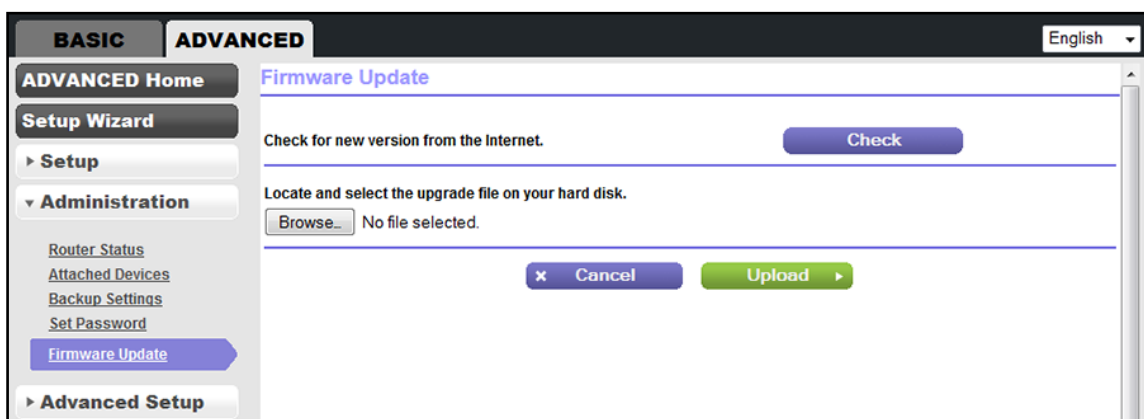 BASIC
ADVANCED
English
ADVANCED Home
Setup Wizard
Setup
Administration
Router Status
Attached Devices
Backup Settings
Set Password
Firmware Update
Advanced Setup
Firmware Update
Check for new version from the Internet.
Check
Locate and select the upgrade file on your hard disk.
Browse... No file selected.
Cancel
Upload